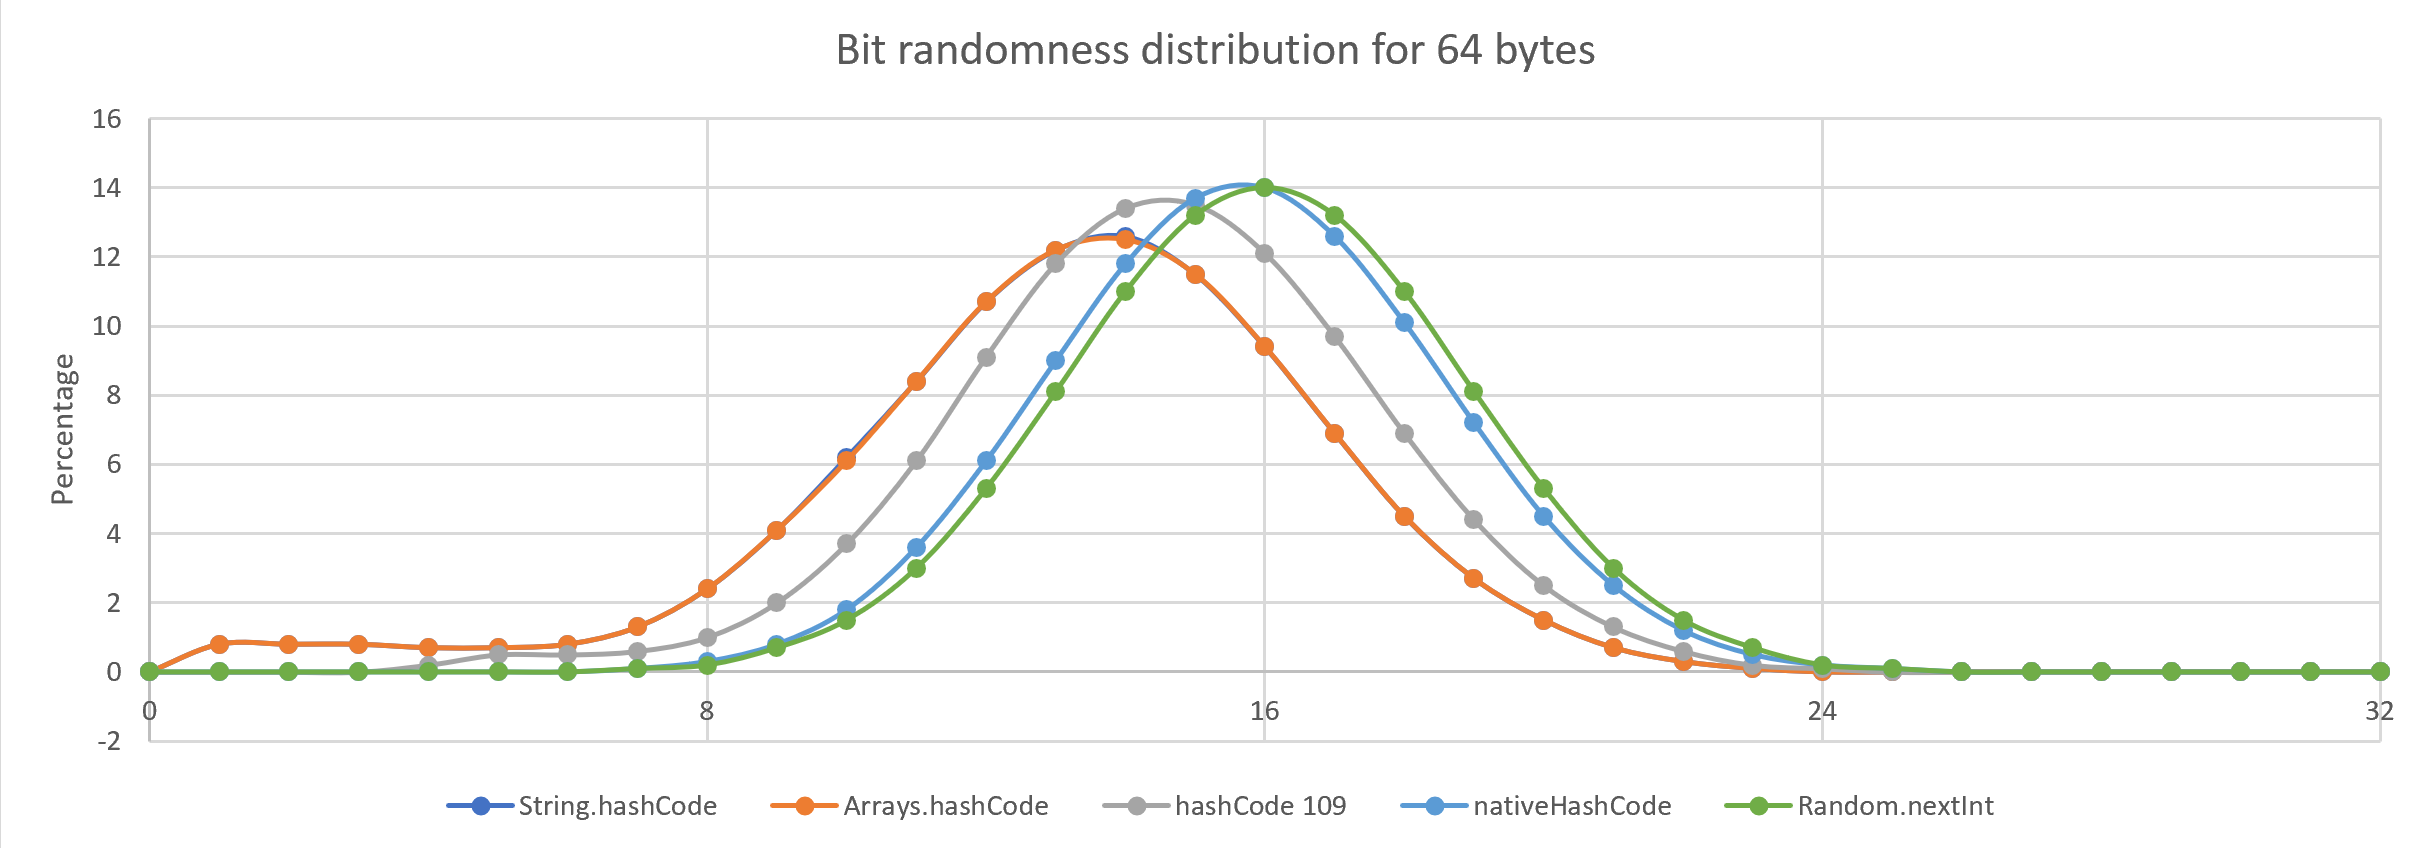 Bit randomness distribution for 64 bytes
Percentage
16
14
12
10
8
6
4
2
0
-2
0 8 16 24 32
String.hashCode Arrays.hashCode hashCode 109 nativeHashCode Random.nextInt